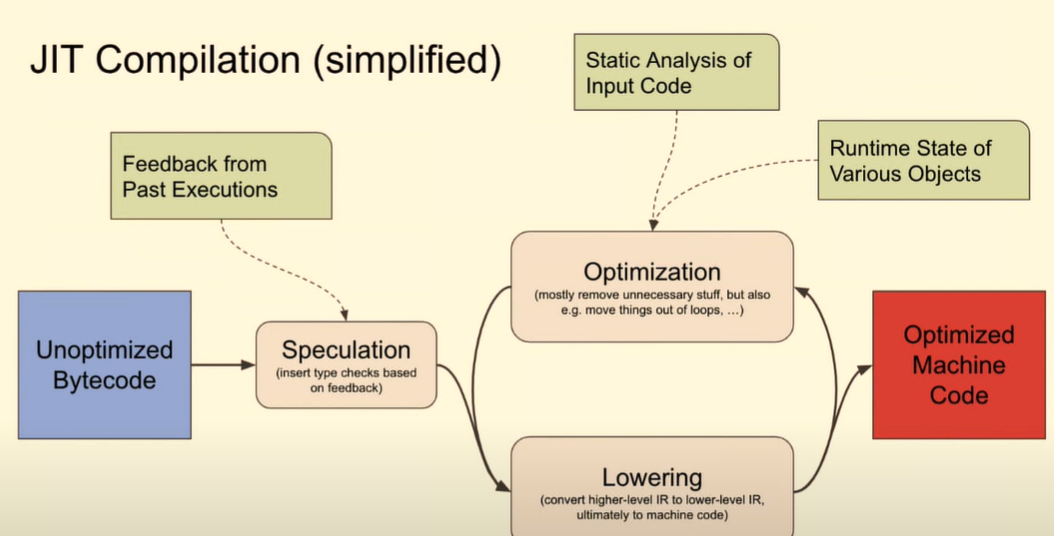 JIT Compilation (simplified)
Static Analysis of
Input Code
Feedback from
Past Executions
Runtime State of
Various Objects
Optimization
(mostly remove unnecessary stuff, but also
e.g. move things out of loops, ...)
Unoptimized
Bytecode
Speculation
(insert type checks based
on feedback)
Optimized
Machine
Code
Lowering
(convert higher-level IR to lower-level IR,
ultimately to machine code)